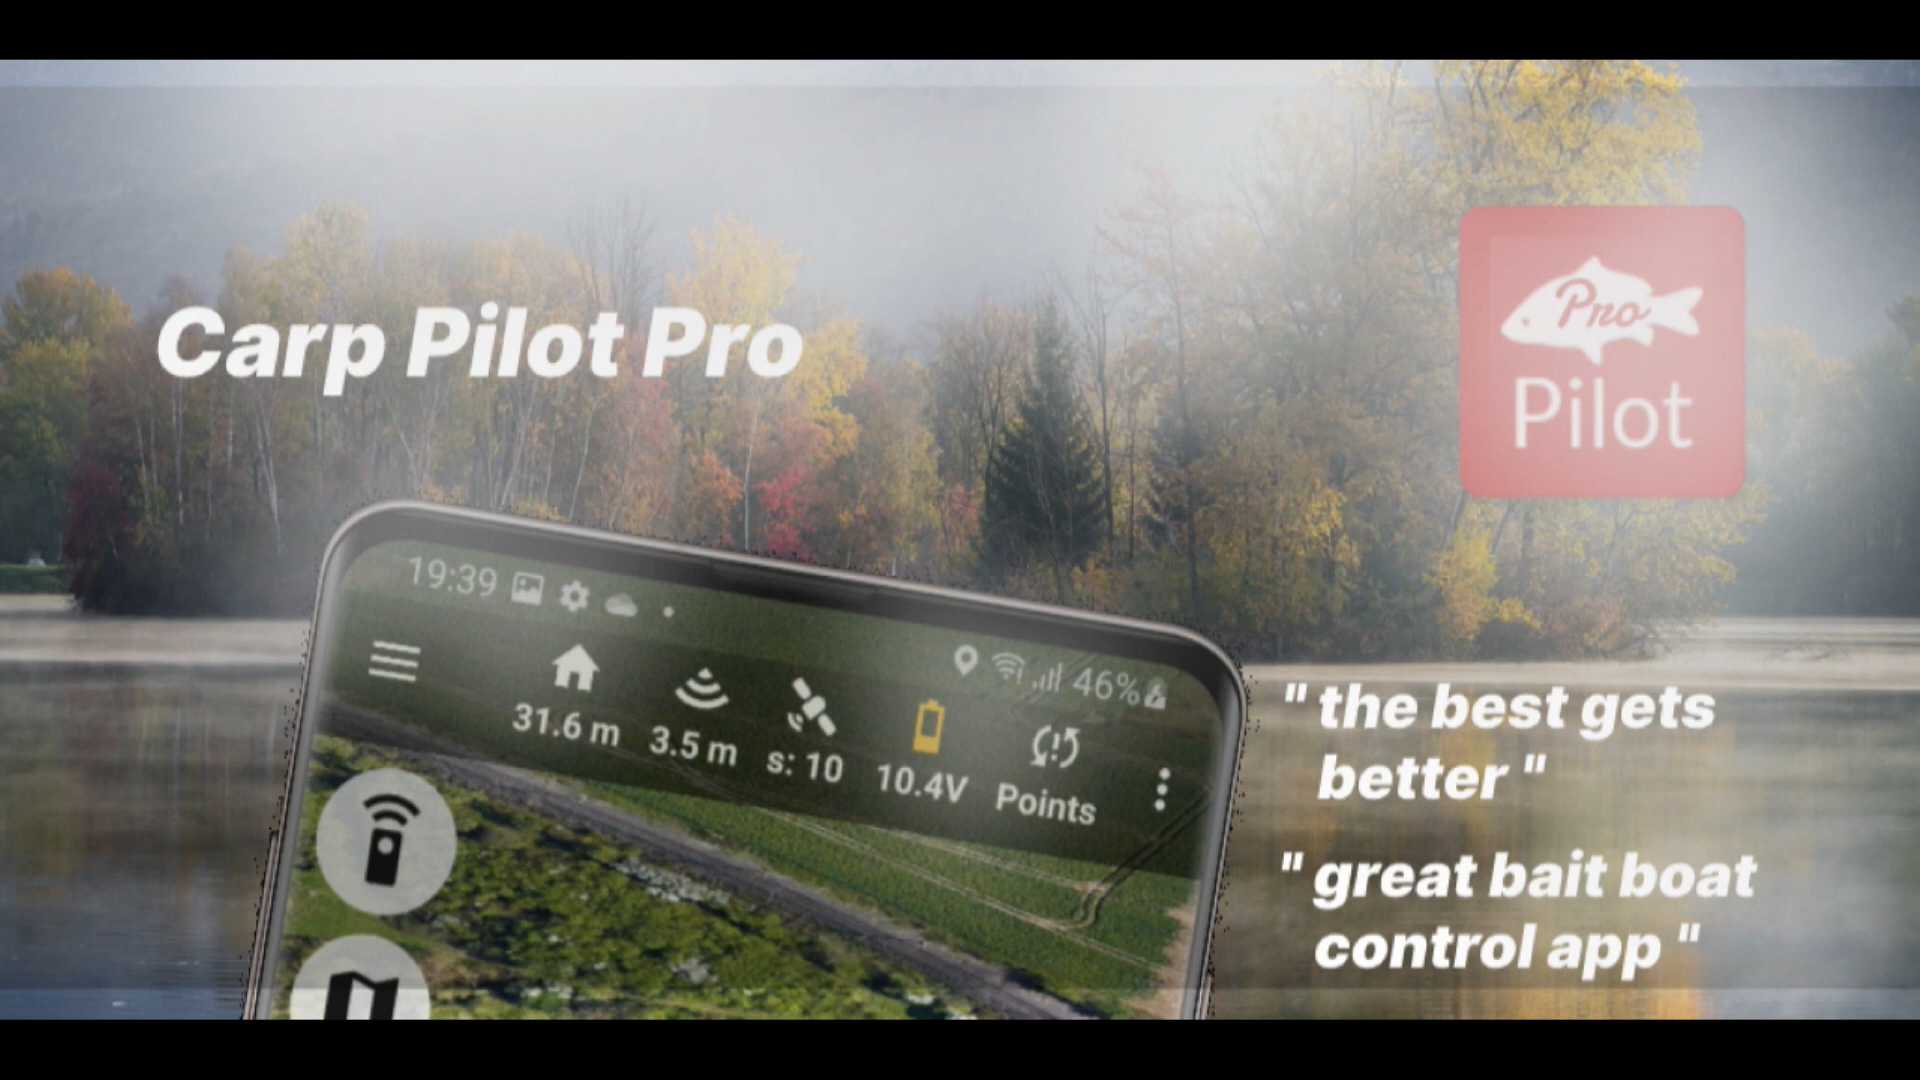 Carp Pilot Pro
Pro
Pilot
19:39
46%
31.6 m
3.5 m
s: 10
10.4V
Points
" the best gets
better "
" great bait boat
control app "